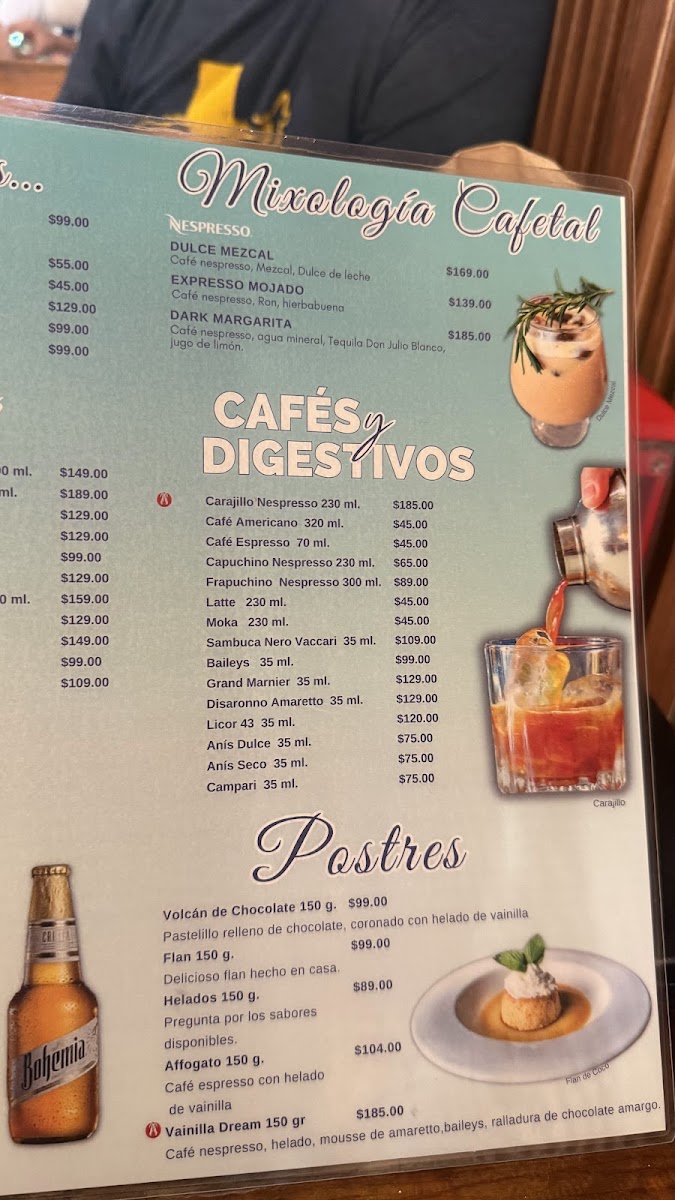 s...
$99.00
$55.00
$45.00
$129.00
$99.00
$99.00
00 ml. $149.00
ml. $189.00
$129.00
$129.00
$99.00
$129.00
0 ml. $159.00
$129.00
$149.00
$99.00
$109.00
Bohemia
Mixología Cafetal
NESPRESSO
DULCE MEZCAL
Café nespresso, Mezcal, Dulce de leche $169.00
EXPRESSO MOJADO
Café nespresso, Ron, hierbabuena $139.00
DARK MARGARITA
Café nespresso, agua mineral, Tequila Don Julio Blanco, $185.00
jugo de limón.
Dulce Mezcal
CAFÉS y
DIGESTIVOS
Carajillo Nespresso 230 ml. $185.00
Café Americano 320 ml. $45.00
Café Espresso 70 ml. $45.00
Capuchino Nespresso 230 ml. $65.00
Frapuchino Nespresso 300 ml. $89.00
Latte 230 ml. $45.00
Moka 230 ml. $45.00
Sambuca Nero Vaccari 35 ml. $109.00
Baileys 35 ml. $99.00
Grand Marnier 35 ml. $129.00
Disaronno Amaretto 35 ml. $129.00
Licor 43 35 ml. $120.00
Anís Dulce 35 ml. $75.00
Anís Seco 35 ml. $75.00
Campari 35 ml. $75.00
Carajillo
Postres
Volcán de Chocolate 150 g. $99.00
Pastelillo relleno de chocolate, coronado con helado de vainilla
Flan 150 g. $99.00
Delicioso flan hecho en casa.
Helados 150 g. $89.00
Pregunta por los sabores
disponibles.
Affogato 150 g. $104.00
Café espresso con helado
de vainilla
Vainilla Dream 150 gr $185.00
Café nespresso, helado, mousse de amaretto,baileys, ralladura de chocolate amargo.
Flan de Coco